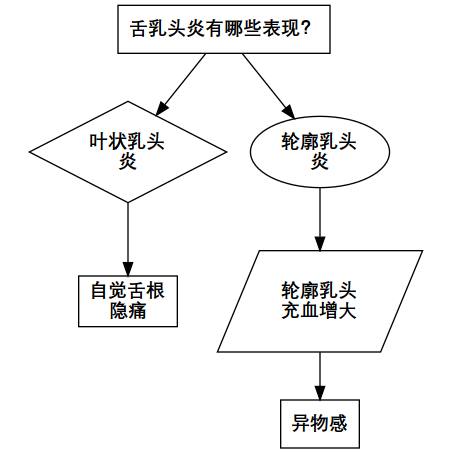 舌乳头炎有哪些表现?
叶状乳头
炎
轮廓乳头
炎
自觉舌根
隐痛
轮廓乳头
充血增大
异物感